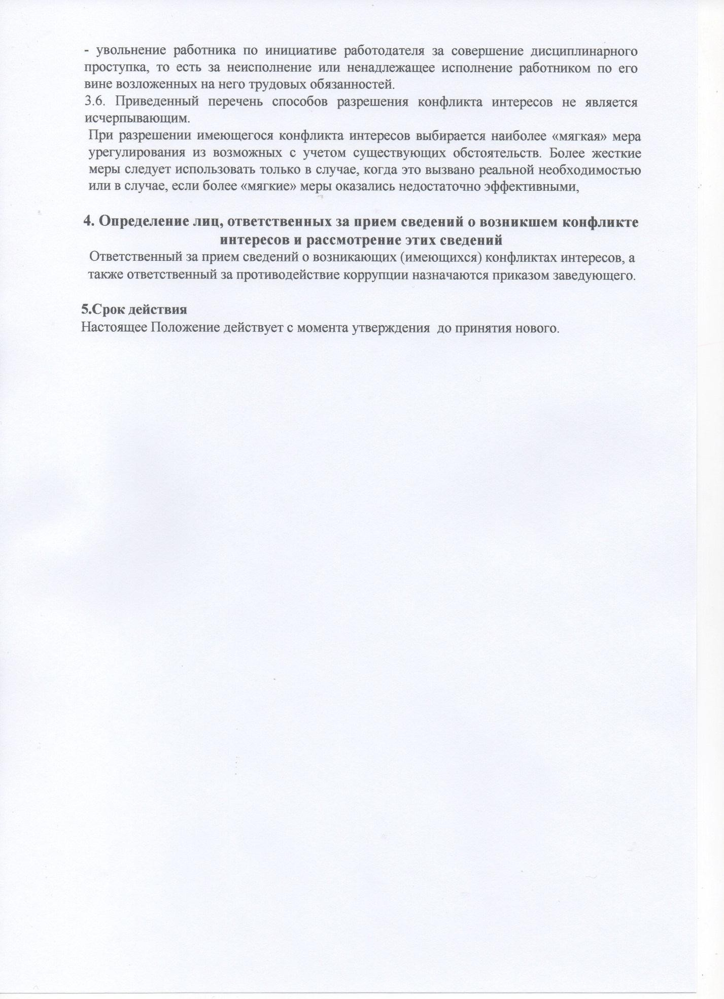 - увольнение работника по инициативе работодателя за совершение дисциплинарного
проступка, то есть за неисполнение или ненадлежащее исполнение работником по его
вине возложенных на него трудовых обязанностей.
3.6. Приведенный перечень способов разрешения конфликта интересов не является
исчерпывающим.
При разрешении имеющегося конфликта интересов выбирается наиболее «мягкая» мера
урегулирования из возможных с учетом существующих обстоятельств. Более жесткие
меры следует использовать только в случае, когда это вызвано реальной необходимостью
или в случае, если более «мягкие» меры оказались недостаточно эффективными,
4. Определение лиц, ответственных за прием сведений о возникшем конфликте
интересов и рассмотрение этих сведений
Ответственный за прием сведений о возникающих (имеющихся) конфликтах интересов, а
также ответственный за противодействие коррупции назначаются приказом заведующего.
5.Срок действия
Настоящее Положение действует с момента утверждения  до принятия нового.